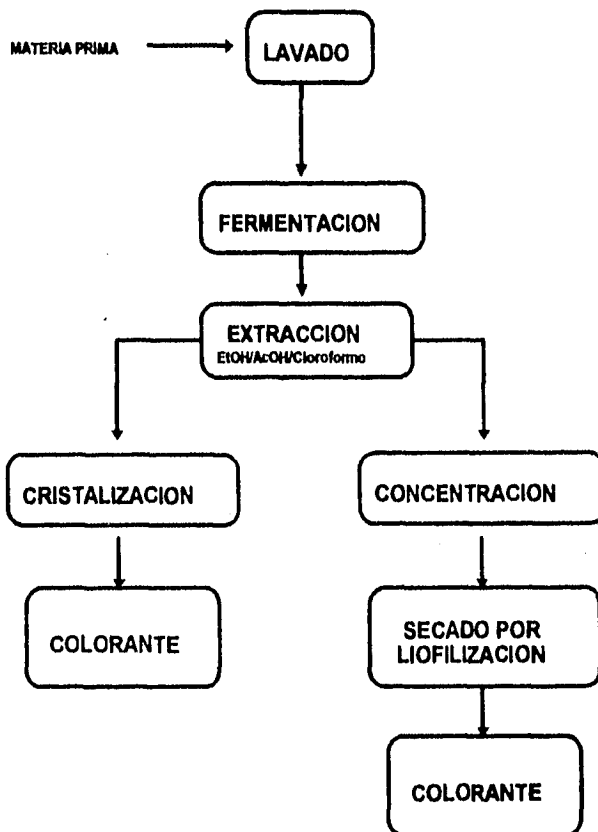 MATERIA PRIMA
LAVADO
FERMENTACION
EXTRACCION
EtOH/AcOH/Cloroformo
CRISTALIZACION
CONCENTRACION
COLORANTE
SECADO POR
LIOFILIZACION
COLORANTE